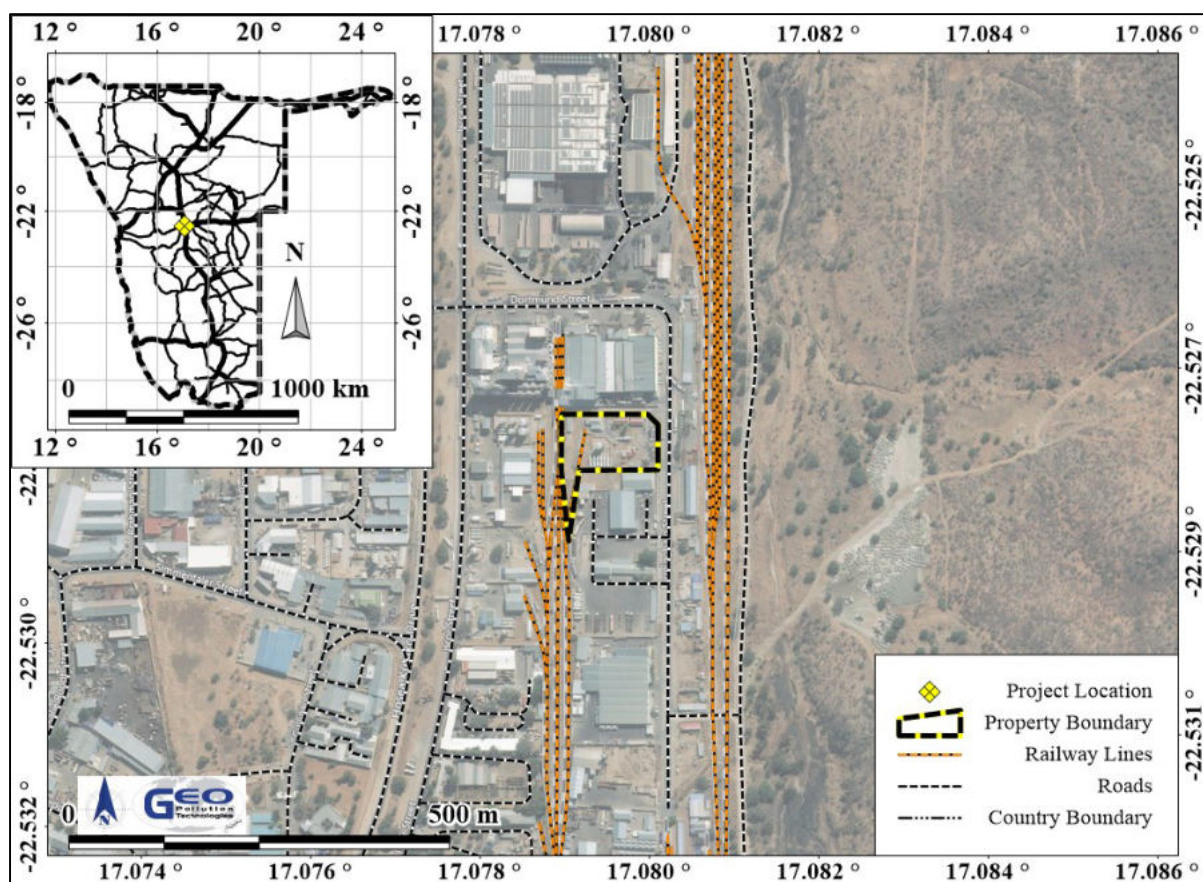 12 ° 16 ° 20 ° 24 °
17.078 ° 17.080 ° 17.082 ° 17.084 ° 17.086 °
-18 °
-22 °
-26 °
-18 °
-22 °
-26 °
N
0 1000 km
12 ° 16 ° 20 ° 24 °
-22.525 °
-22.527 °
-22.529 °
-22.531 °
Dortmund Street
Simmentaler Street
-22.530 °
-22.532 °
Project Location
Property Boundary
Railway Lines
Roads
Country Boundary
N
GEO
Pollution
Technologies
0 500 m
17.074 ° 17.076 ° 17.078 ° 17.080 ° 17.082 ° 17.084 ° 17.086 °